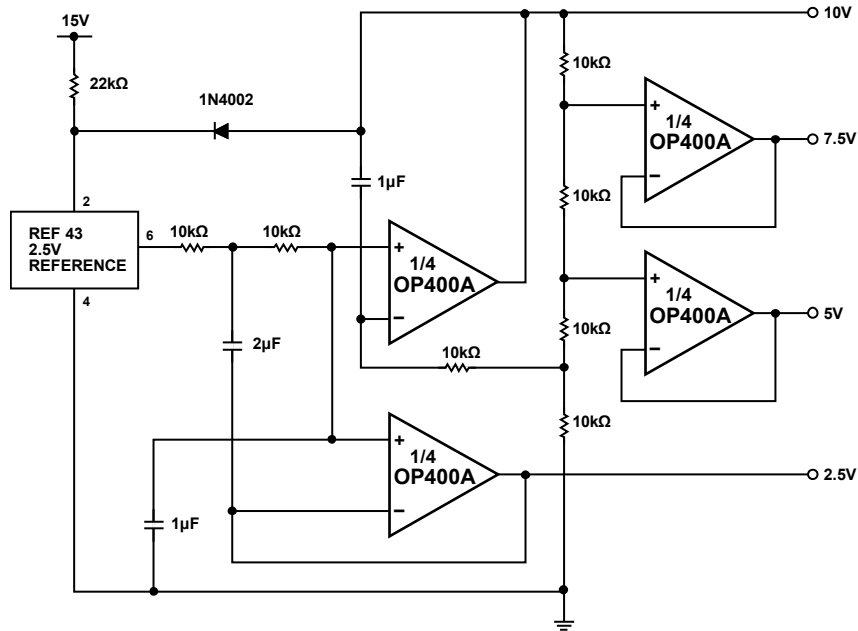 15V
10V
22kΩ
10kΩ
1N4002
+
1/4
OP400A
−
7.5V
2
1µF
10kΩ
REF 43
2.5V
REFERENCE
6
10kΩ
10kΩ
+
1/4
OP400A
−
+
1/4
OP400A
−
5V
4
10kΩ
2µF
10kΩ
10kΩ
+
1/4
OP400A
−
2.5V
1µF